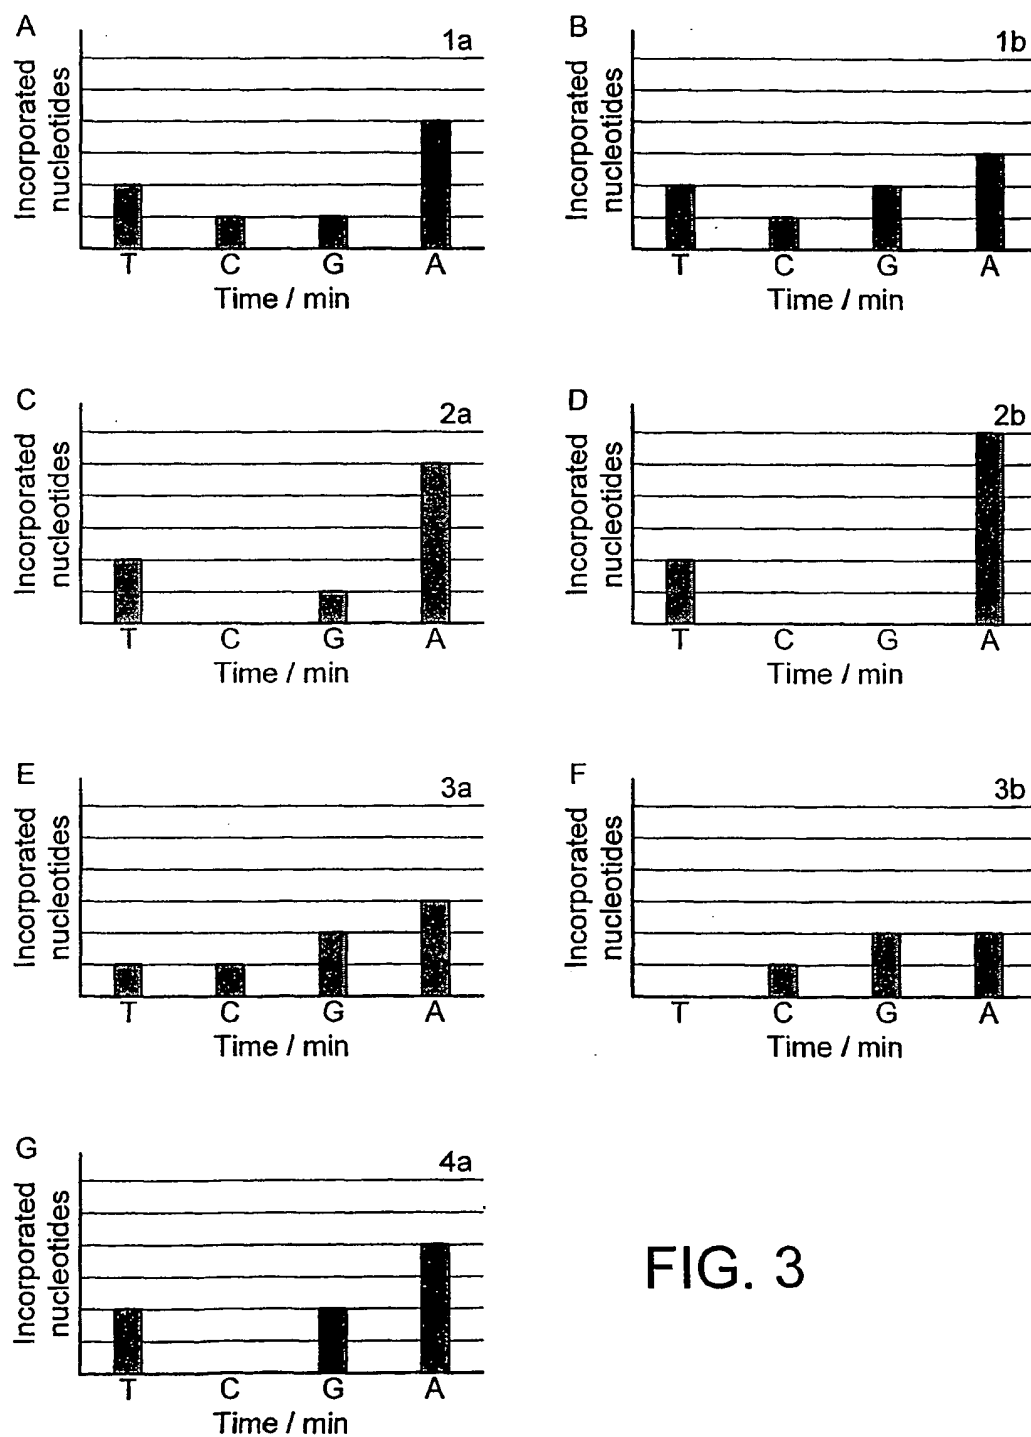 A
1a
Incorporated
nucleotides
T C G A
Time / min
B
1b
Incorporated
nucleotides
T C G A
Time / min
C
2a
Incorporated
nucleotides
T C G A
Time / min
D
2b
Incorporated
nucleotides
T C G A
Time / min
E
3a
Incorporated
nucleotides
T C G A
Time / min
F
3b
Incorporated
nucleotides
T C G A
Time / min
G
4a
Incorporated
nucleotides
T C G A
Time / min
FIG. 3